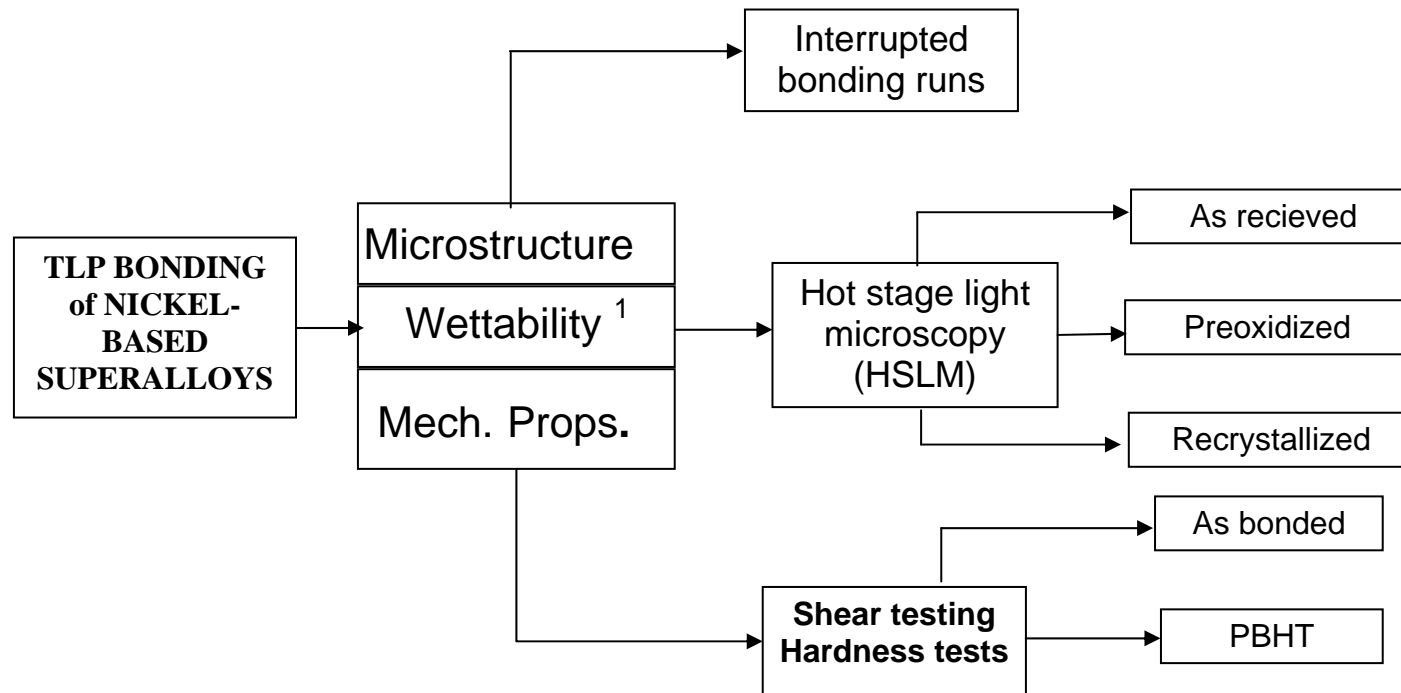 Interrupted
bonding runs
TLP BONDING
of NICKEL-
BASED
SUPERALLOYS
Microstructure
Wettability 1
Mech. Props.
Hot stage light
microscopy
(HSLM)
As recieved
Preoxidized
Recrystallized
Shear testing
Hardness tests
As bonded
PBHT